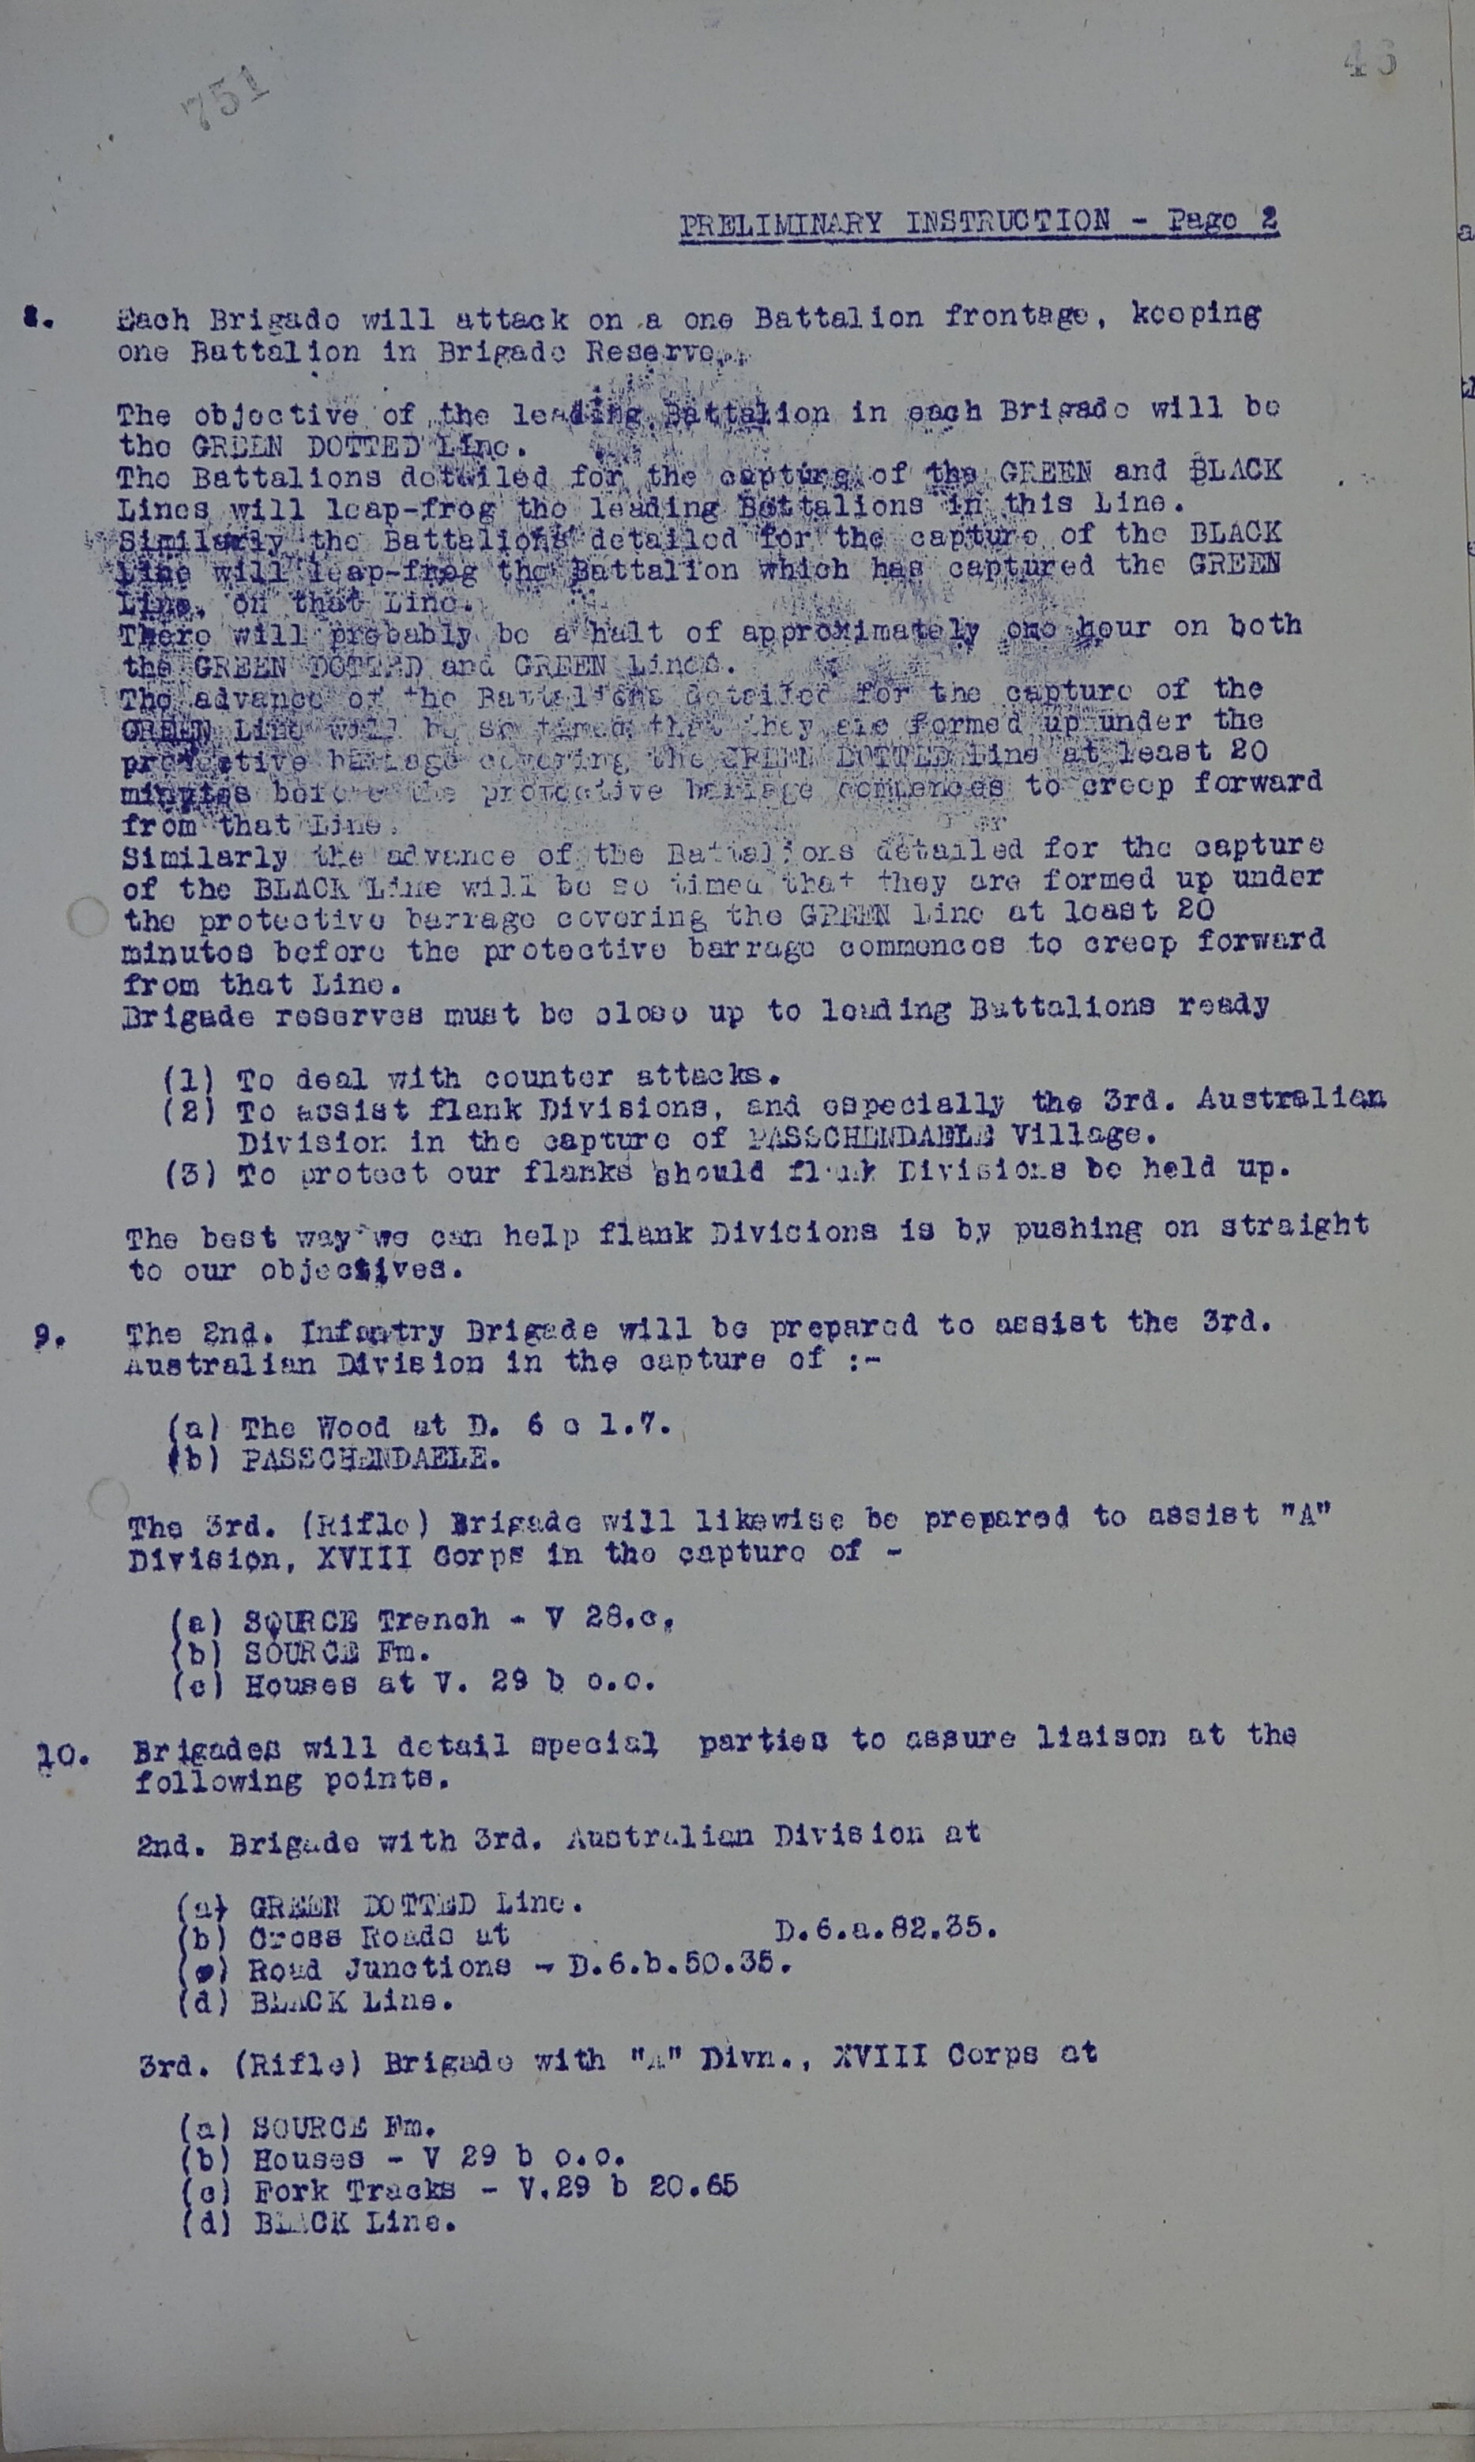 751
46
PRELIMINARY INSTRUCTION - Page 2
8. Each Brigade will attack on a one Battalion frontage, keeping
one Battalion in Brigade Reserve.
The objective of the leading Battalion in each Brigade will be
the GREEN DOTTED Line.
The Battalions detailed for the capture of the GREEN and BLACK
Lines will leap-frog the leading Battalions in this Line.
Similarly the Battalions detailed for the capture of the BLACK
Line will leap-frog the Battalion which has captured the GREEN
Line, on that Line.
There will probably be a halt of approximately one hour on both
the GREEN DOTTED and GREEN Lines.
The advance of the Battalions detailed for the capture of the
GREEN Line will be so timed that they are formed up under the
protective barrage covering the GREEN DOTTED Line at least 20
minutes before the protective barrage commences to creep forward
from that Line.
Similarly the advance of the Battalions detailed for the capture
of the BLACK Line will be so timed that they are formed up under
the protective barrage covering the GREEN Line at least 20
minutes before the protective barrage commences to creep forward
from that Line.
Brigade reserves must be close up to leading Battalions ready
(1) To deal with counter attacks.
(2) To assist flank Divisions, and especially the 3rd. Australian
Division in the capture of PASSCHENDAELE Village.
(3) To protect our flanks should flank Divisions be held up.
The best way we can help flank Divisions is by pushing on straight
to our objectives.
9. The 2nd. Infantry Brigade will be prepared to assist the 3rd.
Australian Division in the capture of :-
(a) The Wood at D. 6 c 1.7.
(b) PASSCHENDAELE.
The 3rd. (Rifle) Brigade will likewise be prepared to assist "A"
Division, XVIII Corps in the capture of -
(a) SOURCE Trench - V 28.c.
(b) SOURCE Fm.
(c) Houses at V. 29 b o.o.
10. Brigades will detail special parties to assure liaison at the
following points.
2nd. Brigade with 3rd. Australian Division at
(a) GREEN DOTTED Line.
(b) Cross Roads at D.6.a.82.35.
(c) Road Junctions - D.6.b.50.35.
(d) BLACK Line.
3rd. (Rifle) Brigade with "A" Divn., XVIII Corps at
(a) SOURCE Fm.
(b) Houses - V 29 b o.o.
(c) Fork Tracks - V.29 b 20.65
(d) BLACK Line.